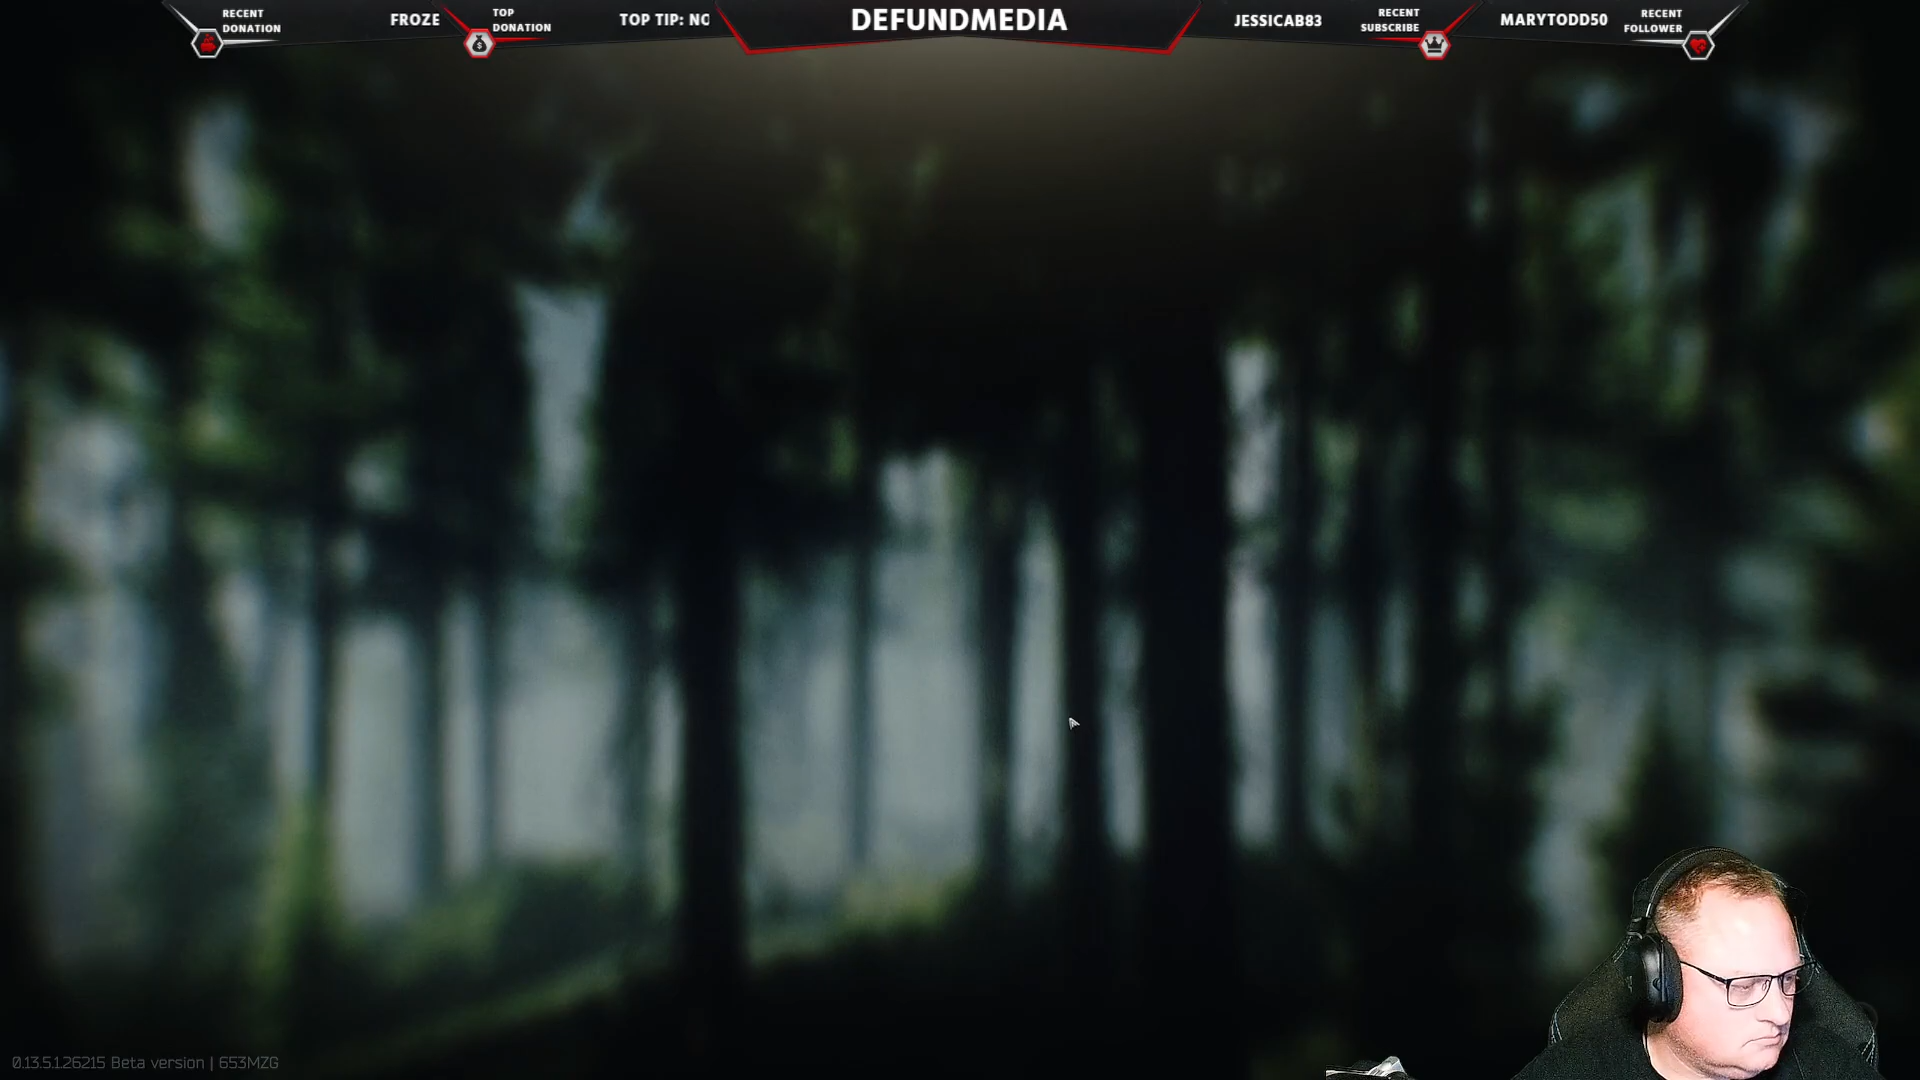 RECENT
DONATION
FROZE
TOP
DONATION
TOP TIP: NO
DEFUNDMEDIA
JESSICAB83
RECENT
SUBSCRIBE
MARYTODD50
RECENT
FOLLOWER
0.13.5.1.26215 Beta version | 653MZG